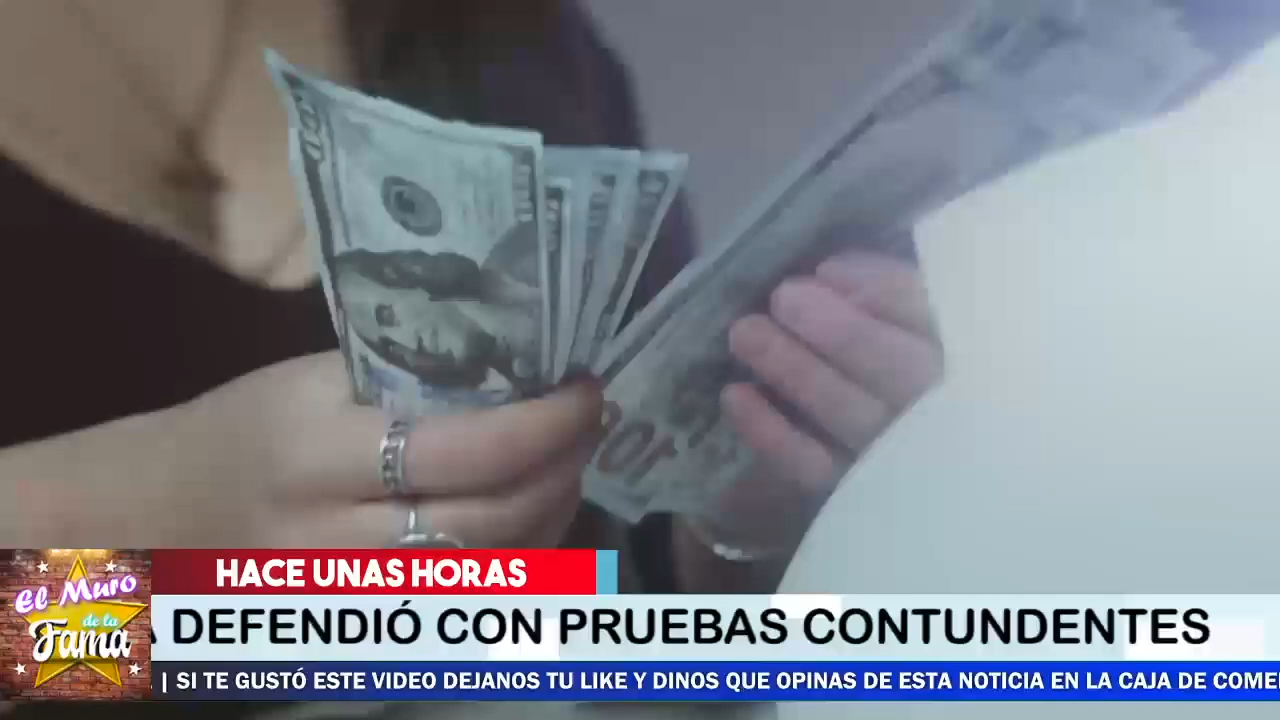 100
HACE UNAS HORAS
DEFENDIÓ CON PRUEBAS CONTUNDENTES
El Muro
de la
Fama
| SI TE GUSTÓ ESTE VIDEO DEJANOS TU LIKE Y DINOS QUE OPINAS DE ESTA NOTICIA EN LA CAJA DE COME